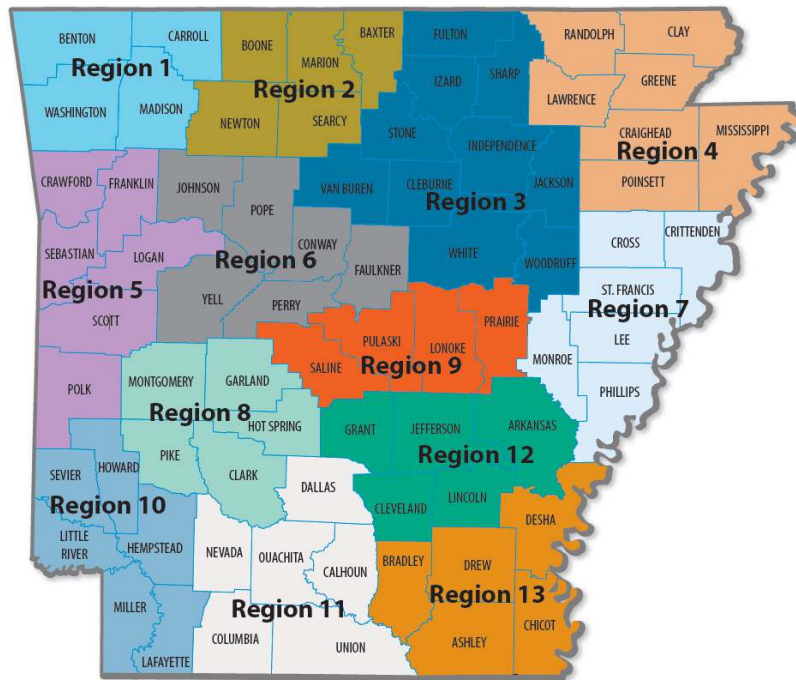 BENTON
CARROLL
Region 1
WASHINGTON
MADISON
BOONE
MARION
BAXTER
Region 2
NEWTON
SEARCY
FULTON
IZARD
SHARP
STONE
INDEPENDENCE
VAN BUREN
CLEBURNE
JACKSON
Region 3
WHITE
WOODRUFF
RANDOLPH
CLAY
GREENE
LAWRENCE
CRAIGHEAD
MISSISSIPPI
Region 4
POINSETT
CRAWFORD
FRANKLIN
SEBASTIAN
LOGAN
Region 5
SCOTT
POLK
JOHNSON
POPE
CONWAY
Region 6
FAULKNER
YELL
PERRY
CROSS
CRITTENDEN
ST. FRANCIS
Region 7
LEE
MONROE
PHILLIPS
MONTGOMERY
GARLAND
Region 8
HOT SPRING
PIKE
CLARK
PULASKI
PRAIRIE
LONOKE
SALINE
Region 9
SEVIER
HOWARD
Region 10
LITTLE
RIVER
HEMPSTEAD
MILLER
LAFAYETTE
DALLAS
NEVADA
OUACHITA
CALHOUN
Region 11
COLUMBIA
UNION
GRANT
JEFFERSON
ARKANSAS
Region 12
CLEVELAND
LINCOLN
DESHA
BRADLEY
DREW
Region 13
CHICOT
ASHLEY